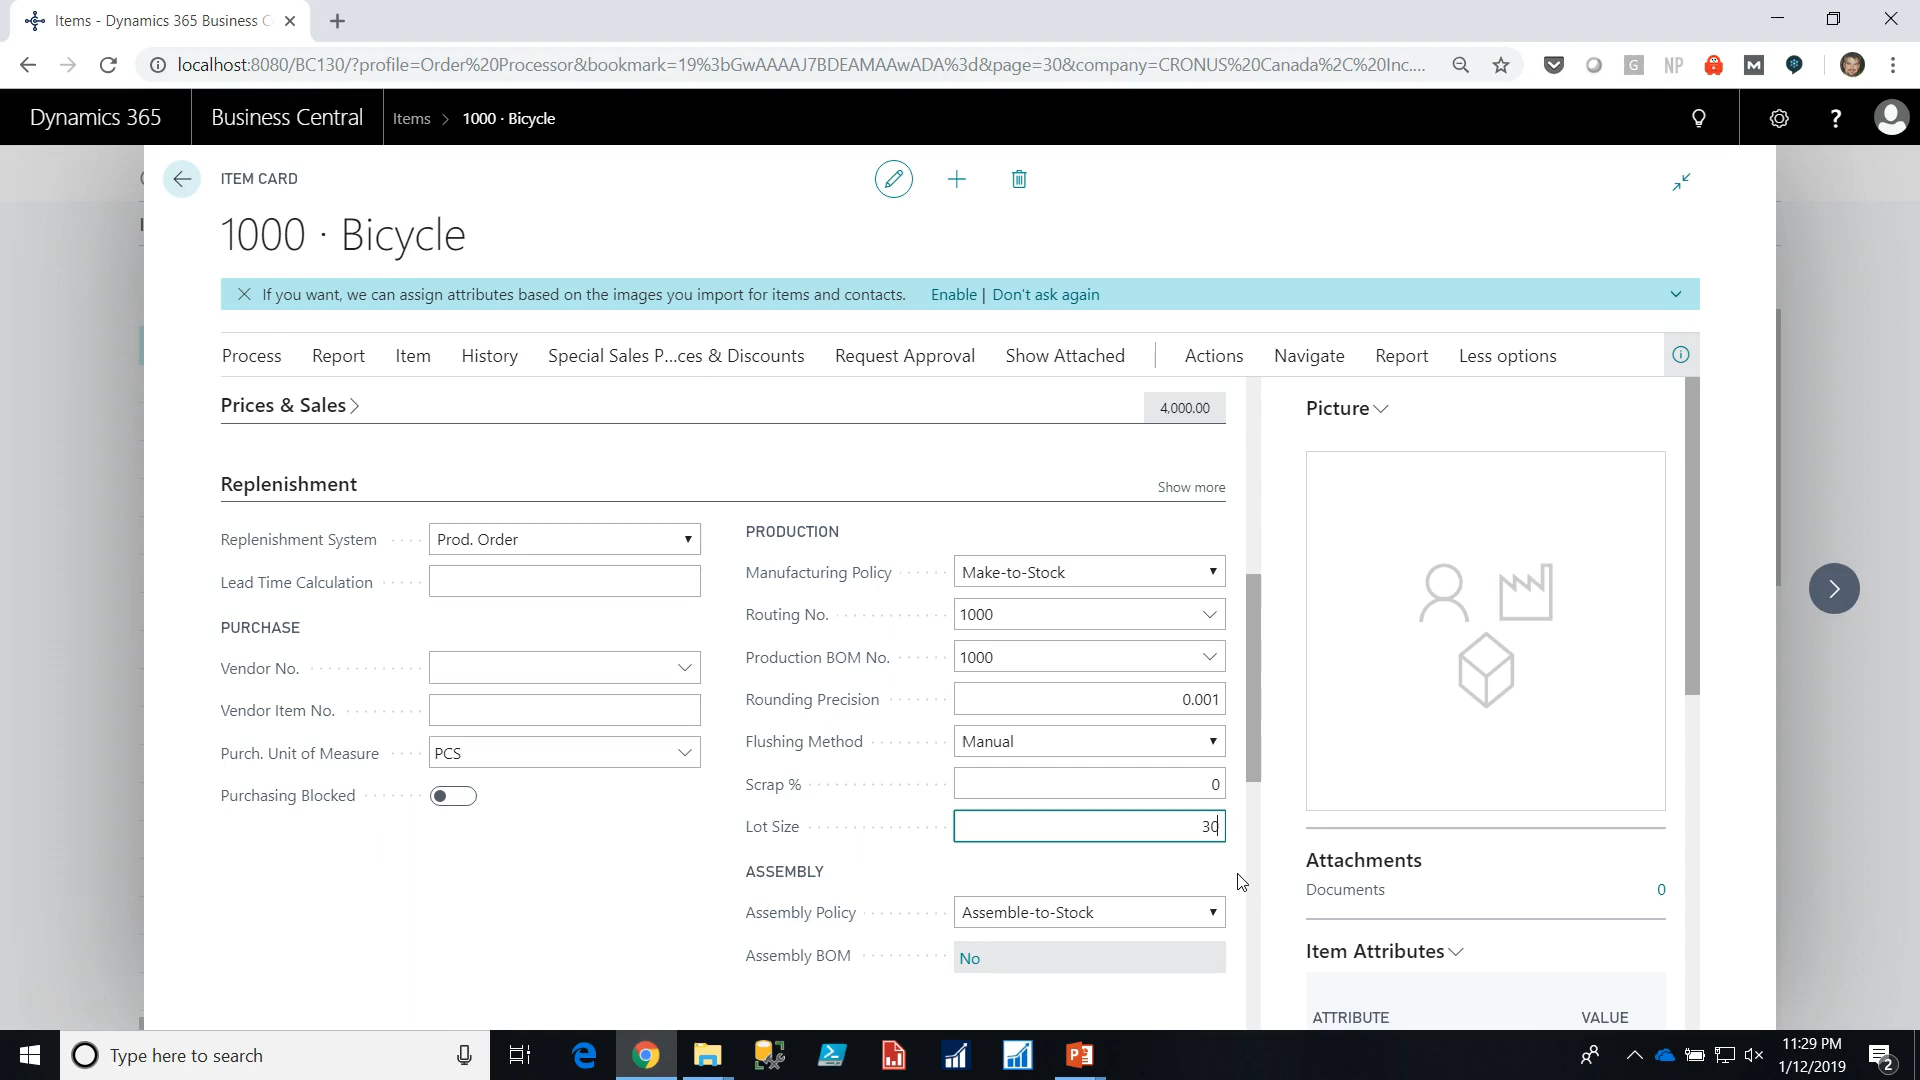 Items - Dynamics 365 Business C
localhost:8080/BC130/?profile=Order%20Processor&bookmark=19%3bGwAAAAJ7BDEAMAAwADA%3d&page=30&company=CRONUS%20Canada%2C%20Inc....
G NP M
Dynamics 365 Business Central Items > 1000 · Bicycle ?
ITEM CARD
1000 · Bicycle
If you want, we can assign attributes based on the images you import for items and contacts. Enable | Don't ask again
Process Report Item History Special Sales P...ces & Discounts Request Approval Show Attached Actions Navigate Report Less options
Prices & Sales > 4,000.00
Replenishment Show more
Replenishment System Prod. Order
Lead Time Calculation
PURCHASE
Vendor No.
Vendor Item No.
Purch. Unit of Measure PCS
Purchasing Blocked
PRODUCTION
Manufacturing Policy Make-to-Stock
Routing No. 1000
Production BOM No. 1000
Rounding Precision 0.001
Flushing Method Manual
Scrap % 0
Lot Size 30
ASSEMBLY
Assembly Policy Assemble-to-Stock
Assembly BOM No
Picture
Attachments
Documents 0
Item Attributes
ATTRIBUTE VALUE
Type here to search
11:29 PM
1/12/2019
2